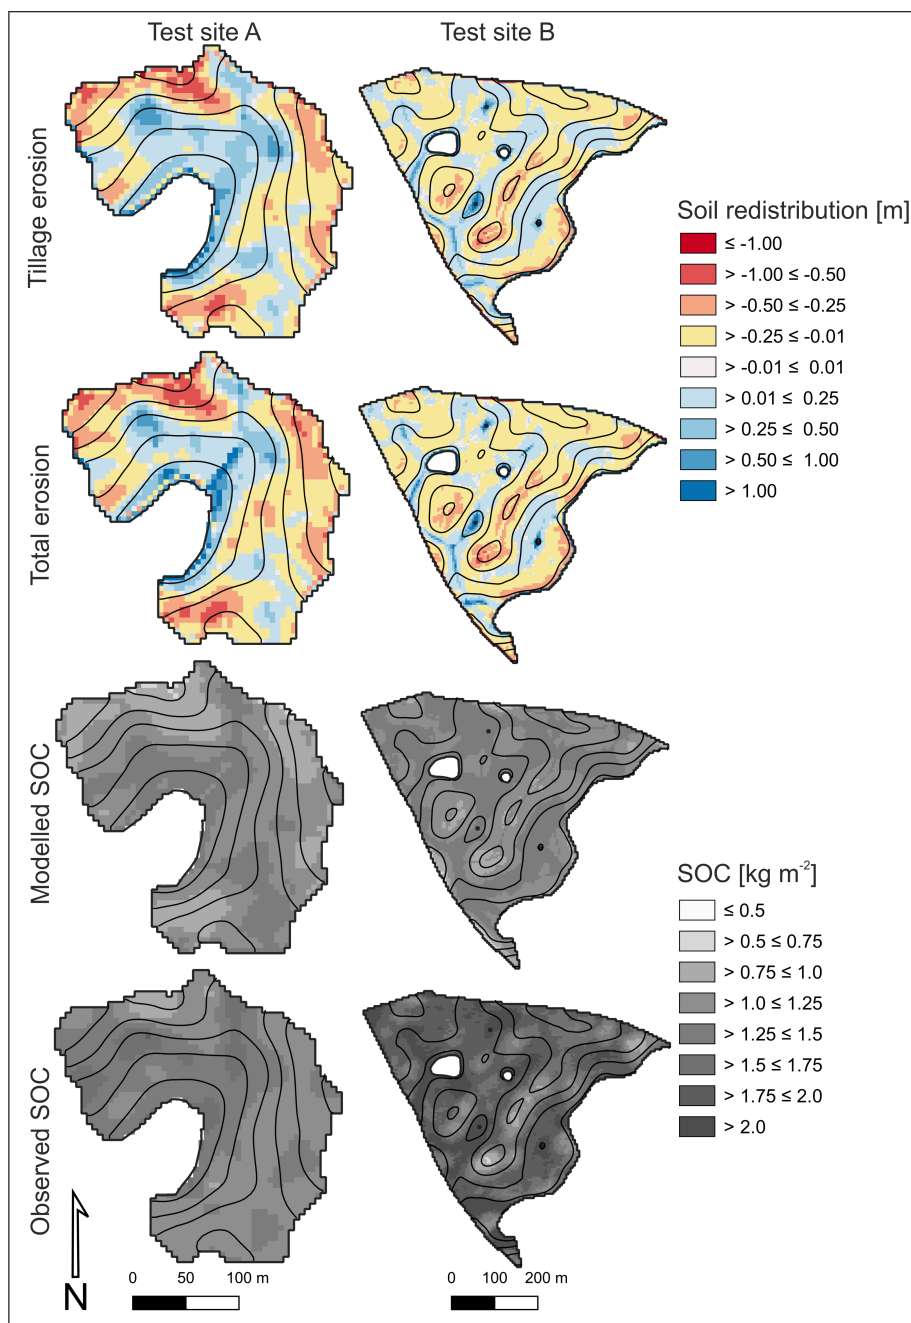 Test site A
Test site B
Tillage erosion
Total erosion
Modelled SOC
Observed SOC
Soil redistribution [m]
≤ -1.00
> -1.00 ≤ -0.50
> -0.50 ≤ -0.25
> -0.25 ≤ -0.01
> -0.01 ≤ 0.01
> 0.01 ≤ 0.25
> 0.25 ≤ 0.50
> 0.50 ≤ 1.00
> 1.00
SOC [kg m⁻²]
≤ 0.5
> 0.5 ≤ 0.75
> 0.75 ≤ 1.0
> 1.0 ≤ 1.25
> 1.25 ≤ 1.5
> 1.5 ≤ 1.75
> 1.75 ≤ 2.0
> 2.0
N
0 50 100 m
0 100 200 m